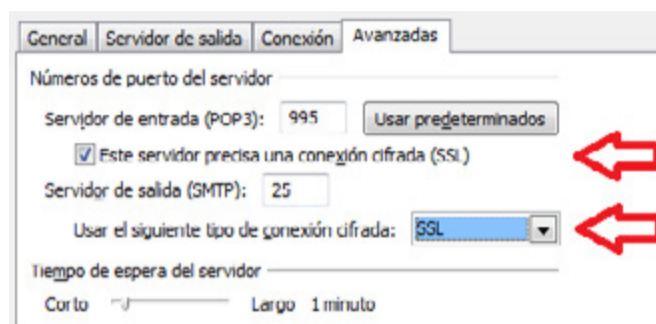 General Servidor de salida Conexión Avanzadas
Números de puerto del servidor
Servidor de entrada (POP3): 995 Usar predeterminados
Este servidor precisa una conexión cifrada (SSL)
Servidor de salida (SMTP): 25
Usar el siguiente tipo de conexión cifrada: SSL
Tiempo de espera del servidor
Corto Largo 1 minuto